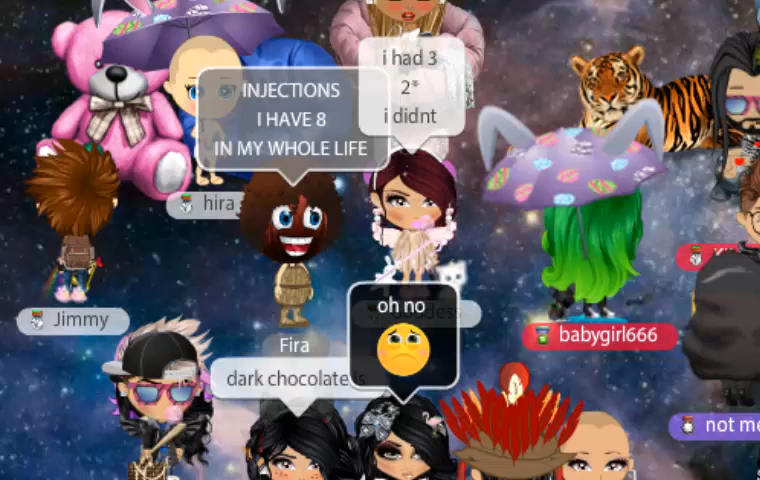 i had 3
2*
i didnt
INJECTIONS
I HAVE 8
IN MY WHOLE LIFE
hira
Jimmy
oh no
babygirl666
Fira
dark chocolate
not me